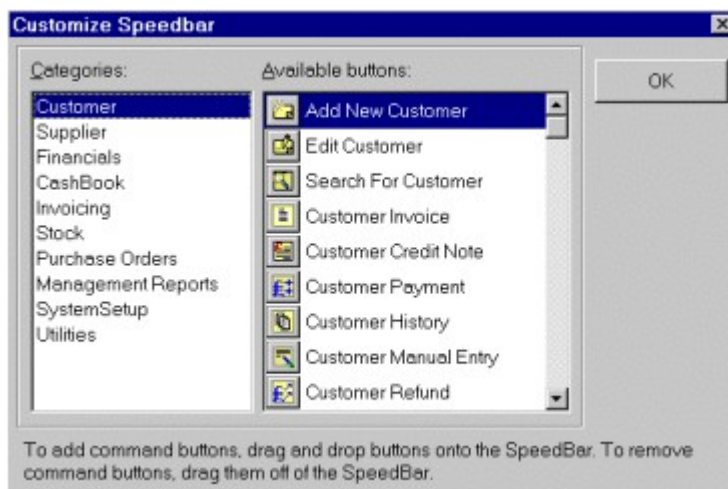 Customize Speedbar
Categories:
Available buttons:
OK
Customer
Supplier
Financials
CashBook
Invoicing
Stock
Purchase Orders
Management Reports
SystemSetup
Utilities
Add New Customer
Edit Customer
Search For Customer
Customer Invoice
Customer Credit Note
Customer Payment
Customer History
Customer Manual Entry
Customer Refund
To add command buttons, drag and drop buttons onto the SpeedBar. To remove
command buttons, drag them off of the SpeedBar.